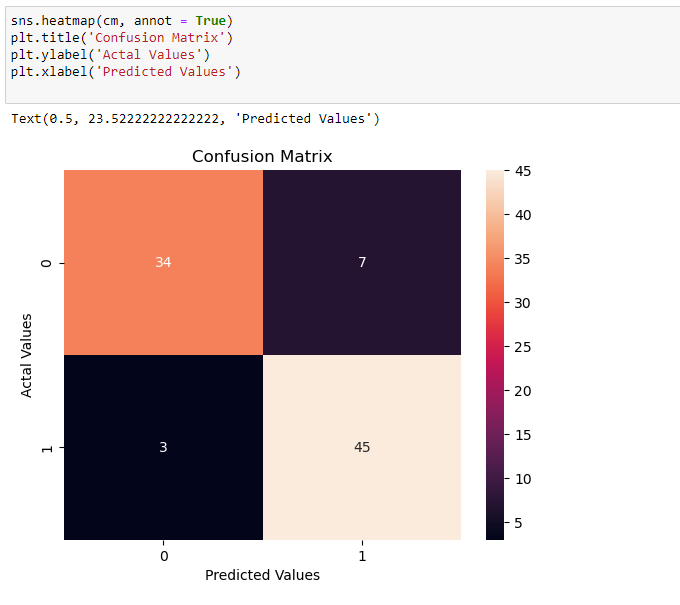 sns.heatmap(cm, annot = True)
plt.title('Confusion Matrix')
plt.ylabel('Actal Values')
plt.xlabel('Predicted Values')
Text(0.5, 23.52222222222222, 'Predicted Values')
Confusion Matrix
45
40
35
30
25
20
15
10
5
0
34
7
Actal Values
1
3
45
0
1
Predicted Values